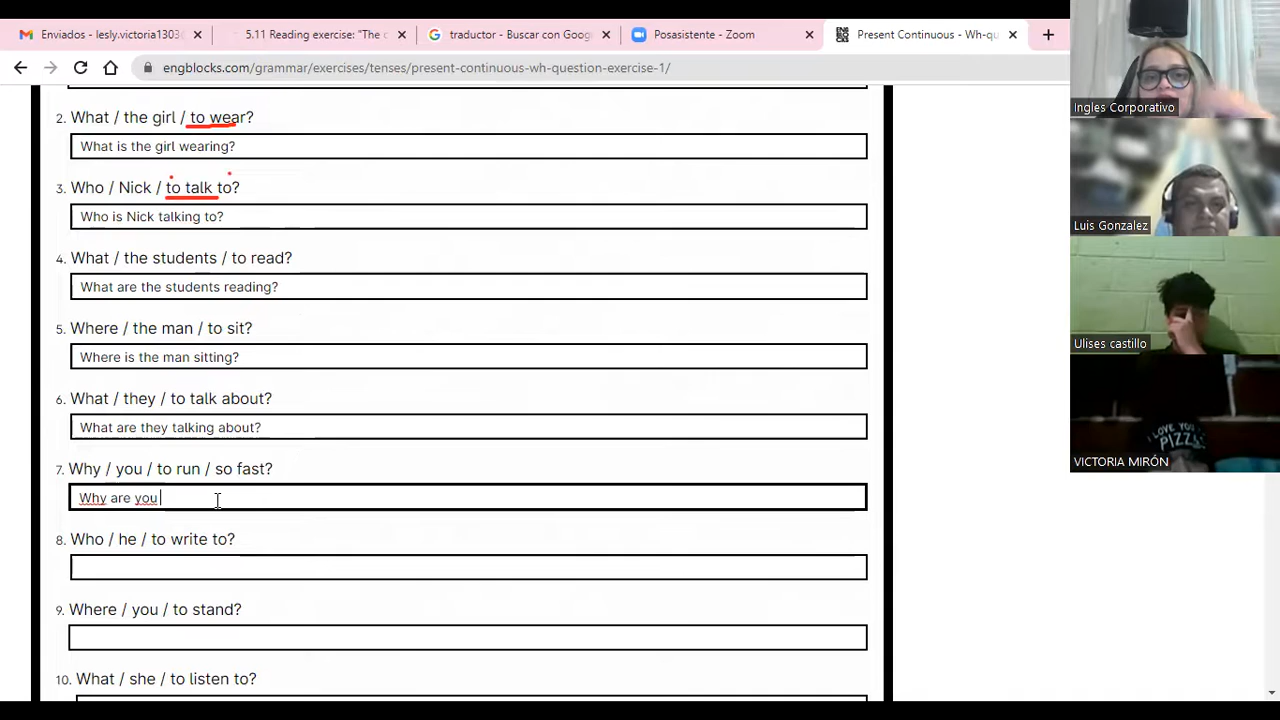 Enviados - lesly.victoria1303
5.11 Reading exercise: "The c
traductor - Buscar con Goog
Posasistente - Zoom
Present Continuous - Wh-qu
engblocks.com/grammar/exercises/tenses/present-continuous-wh-question-exercise-1/
2. What / the girl / to wear?
What is the girl wearing?
3. Who / Nick / to talk to?
Who is Nick talking to?
4. What / the students / to read?
What are the students reading?
5. Where / the man / to sit?
Where is the man sitting?
6. What / they / to talk about?
What are they talking about?
7. Why / you / to run / so fast?
Why are you
8. Who / he / to write to?
9. Where / you / to stand?
10. What / she / to listen to?
Ingles Corporativo
Luis Gonzalez
Ulises castillo
I LOVE YOU
PIZZ
VICTORIA MIRÓN